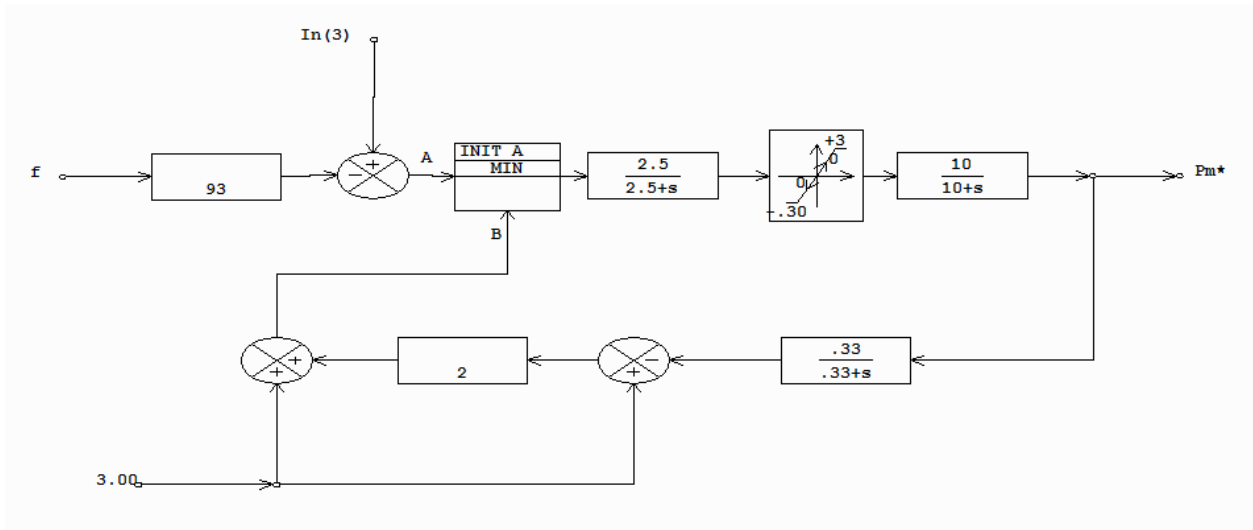 In(3)
f
93
+
−
A
INIT A
MIN
B
2.5
2.5+s
+3
0
0
-.30
10
10+s
Pm*
+
+
2
−
+
.33
.33+s
3.00